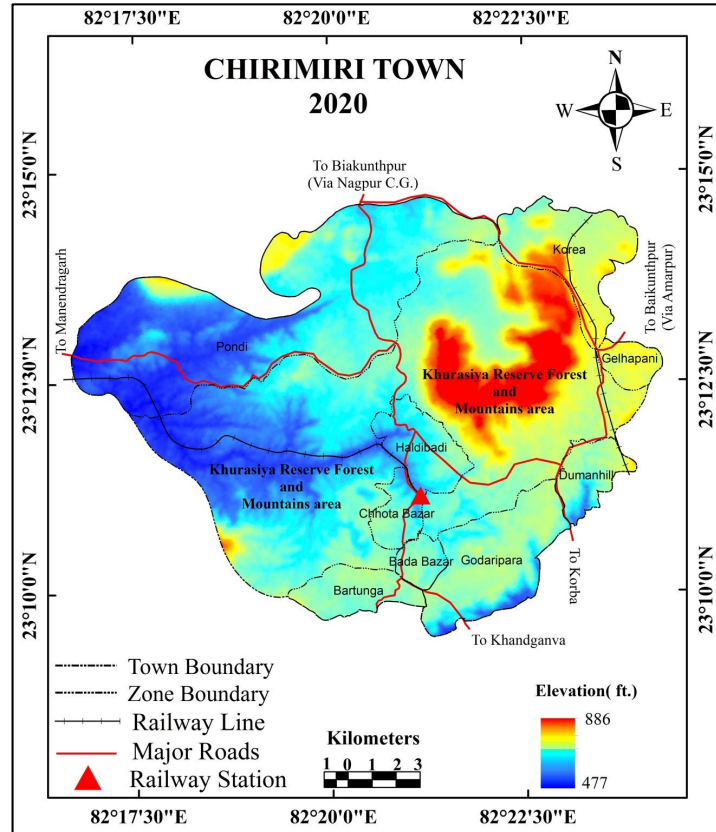 82°17'30"E 82°20'0"E 82°22'30"E
CHIRIMIRI TOWN
2020
N
W E
S
23°15'0"N
23°15'0"N
To Biakunthpur
(Via Nagpur C.G.)
Korea
To Manendragarh
To Baikunthpur
(Via Amarpur)
Pondi
Gelhapani
23°12'30"N
23°12'30"N
Khurasiya Reserve Forest
and
Mountains area
Haldibadi
Khurasiya Reserve Forest
and
Mountains area
Dumanhill
Chhota Bazar
Bada Bazar
Godaripara
Bartunga
To Korba
23°10'0"N
23°10'0"N
To Khandganva
Town Boundary
Zone Boundary
Railway Line
Major Roads
Railway Station
Kilometers
1 0 1 2 3
Elevation( ft.)
886
477
82°17'30"E 82°20'0"E 82°22'30"E